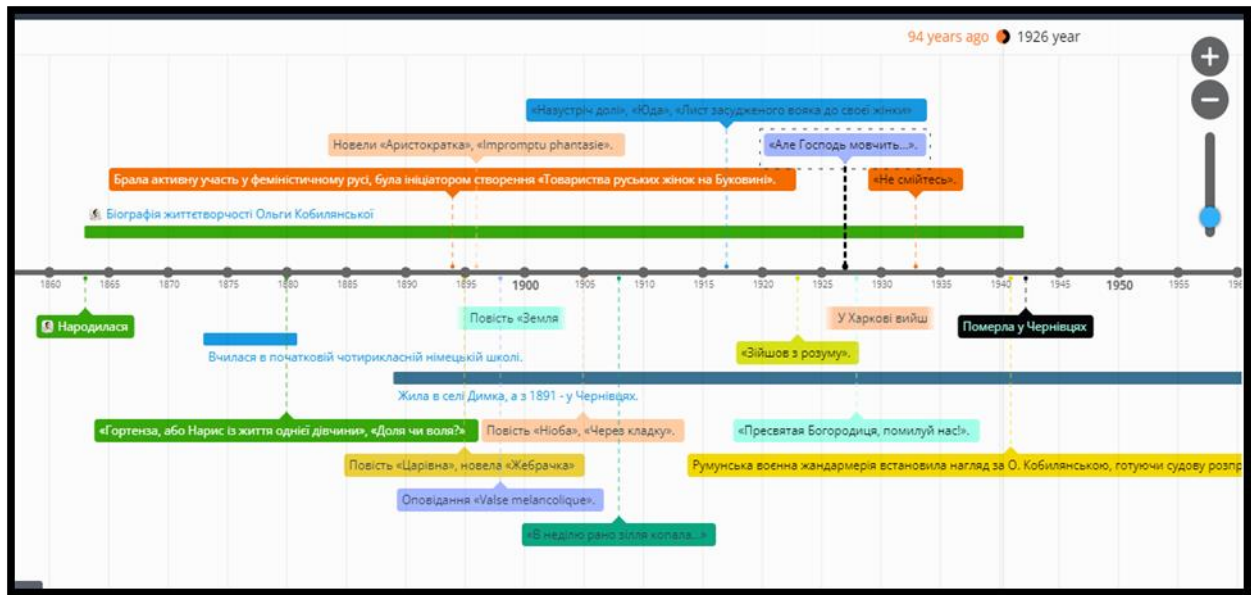 94 years ago 1926 year
«Назустріч долі», «Юда», «Лист засудженого вояка до своєї жінки»
Новели «Аристократка», «Impromptu phantasie».
«Але Господь мовчить...».
Брала активну участь у феміністичному русі, була ініціатором створення «Товариства руських жінок на Буковині».
«Не смійтесь».
Біографія життєтворчості Ольги Кобилянської
1860 1865 1870 1875 1880 1885 1890 1895 1900 1905 1910 1915 1920 1925 1930 1935 1940 1945 1950 1955
Народилася
Повість «Земля
У Харкові вийш
Померла у Чернівцях
Вчилася в початковій чотирикласній німецькій школі.
«Зійшов з розуму».
Жила в селі Димка, а з 1891 - у Чернівцях.
«Гортенза, або Нарис із життя однієї дівчини», «Доля чи воля?»
Повість «Ніоба», «Через кладку».
«Пресвятая Богородиця, помилуй нас!».
Повість «Царівна», новела «Жебрачка»
Румунська воєнна жандармерія встановила нагляд за О. Кобилянською, готуючи судову розпр
Оповідання «Valse melancolique».
«В неділю рано зілля копала...»